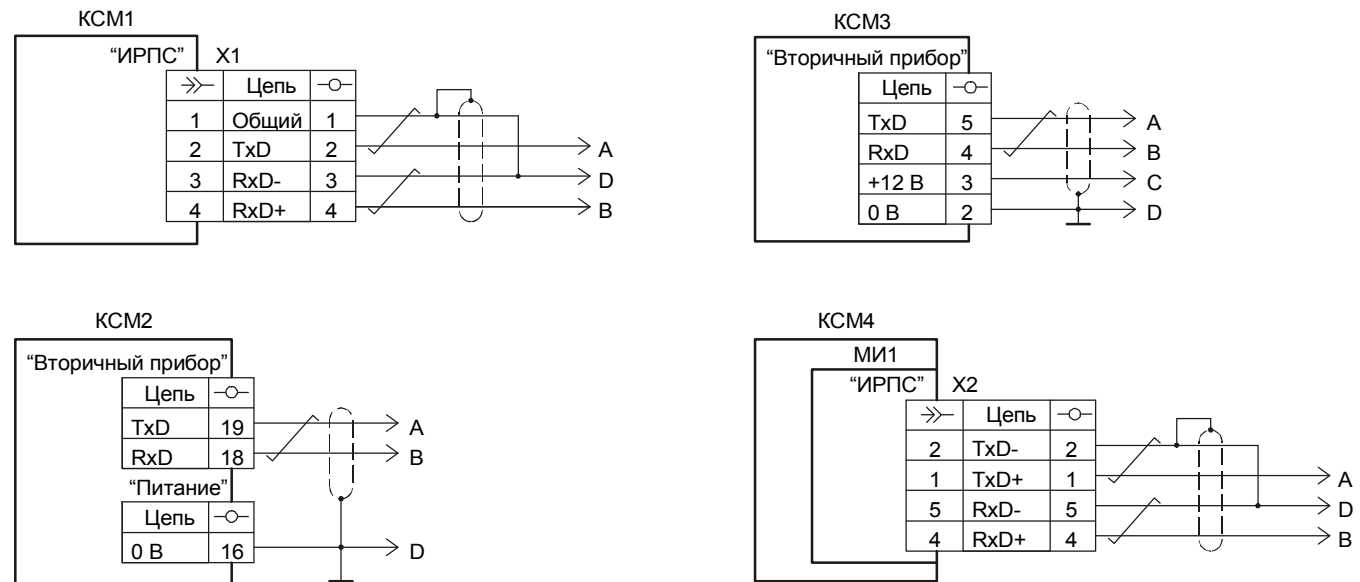 КСМ1
“ИРПС” X1
Цепь
1 Общий 1
2 TxD 2 A
3 RxD- 3 D
4 RxD+ 4 B
КСМ3
“Вторичный прибор”
Цепь
TxD 5 A
RxD 4 B
+12 В 3 C
0 В 2 D
КСМ2
“Вторичный прибор”
Цепь
TxD 19 A
RxD 18 B
“Питание”
Цепь
0 В 16 D
КСМ4
МИ1
“ИРПС” X2
Цепь
2 TxD- 2
1 TxD+ 1 A
5 RxD- 5 D
4 RxD+ 4 B